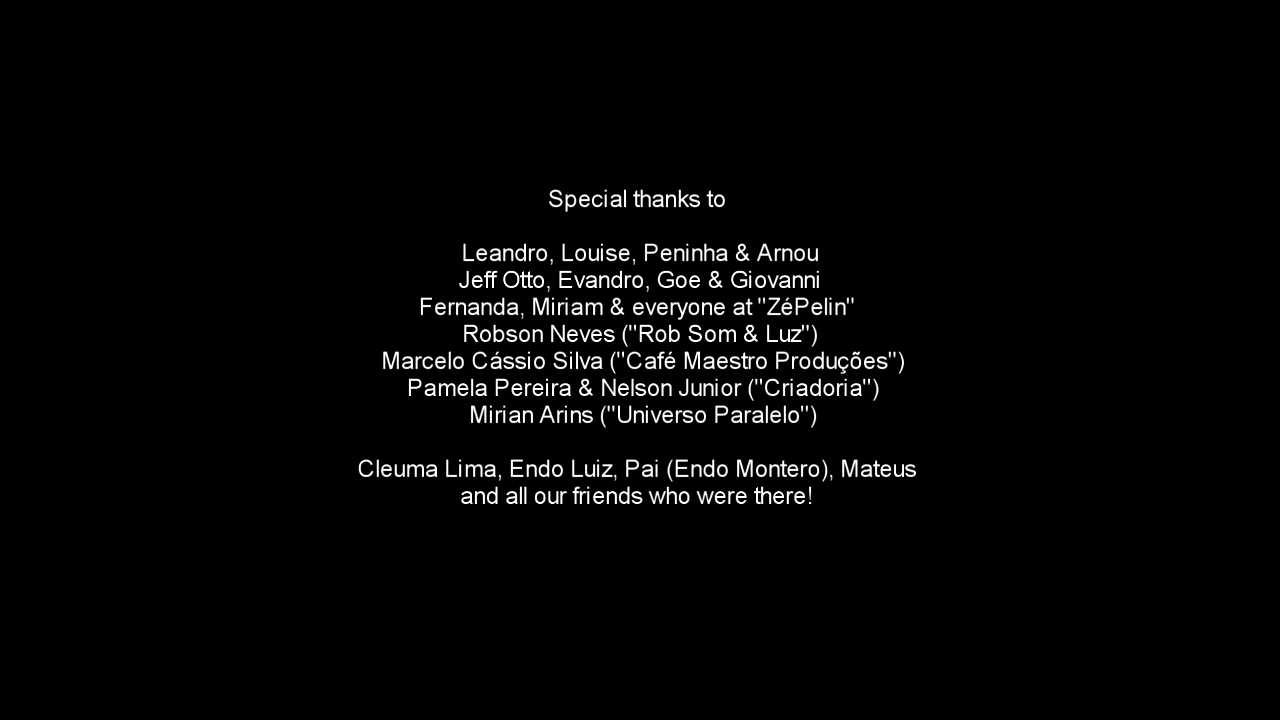 Special thanks to
Leandro, Louise, Peninha & Arnou
Jeff Otto, Evandro, Goe & Giovanni
Fernanda, Miriam & everyone at "ZéPelin"
Robson Neves ("Rob Som & Luz")
Marcelo Cássio Silva ("Café Maestro Produções")
Pamela Pereira & Nelson Junior ("Criadoria")
Mirian Arins ("Universo Paralelo")
Cleuma Lima, Endo Luiz, Pai (Endo Montero), Mateus
and all our friends who were there!